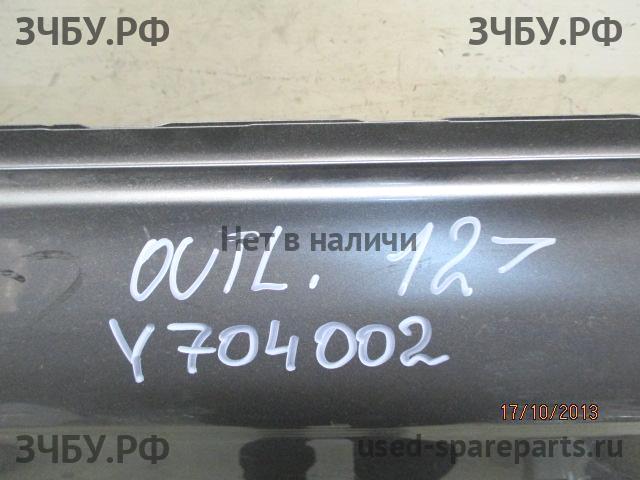 ЗЧБУ.РФ ЗЧБУ.РФ
Нет в наличи
OUTL. 12>
Y704002
17/10/2013
ЗЧБУ.РФ used-spareparts.ru